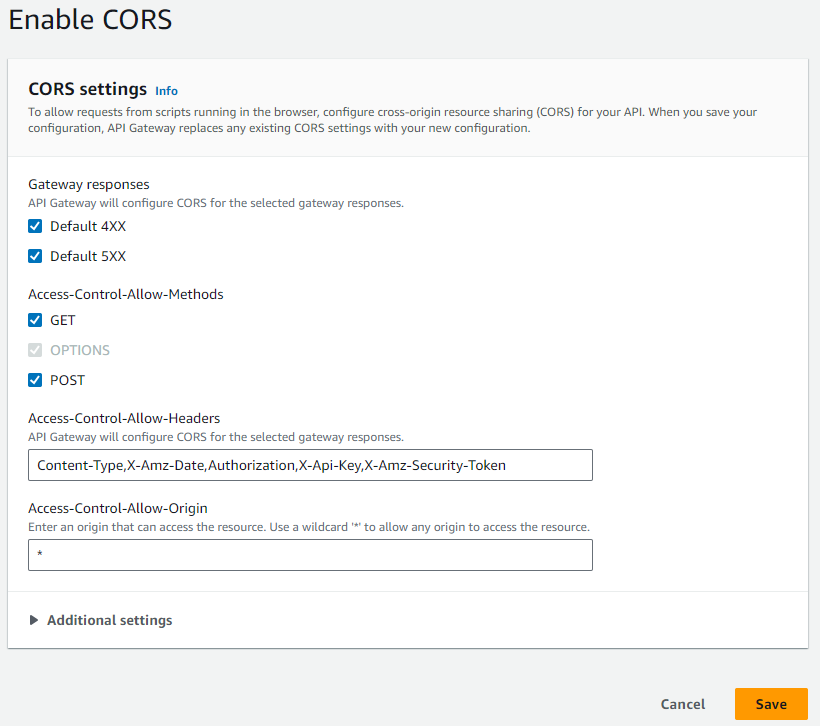 Enable CORS
CORS settings Info
To allow requests from scripts running in the browser, configure cross-origin resource sharing (CORS) for your API. When you save your
configuration, API Gateway replaces any existing CORS settings with your new configuration.
Gateway responses
API Gateway will configure CORS for the selected gateway responses.
Default 4XX
Default 5XX
Access-Control-Allow-Methods
GET
OPTIONS
POST
Access-Control-Allow-Headers
API Gateway will configure CORS for the selected gateway responses.
Content-Type,X-Amz-Date,Authorization,X-Api-Key,X-Amz-Security-Token
Access-Control-Allow-Origin
Enter an origin that can access the resource. Use a wildcard '*' to allow any origin to access the resource.
*
Additional settings
Cancel Save